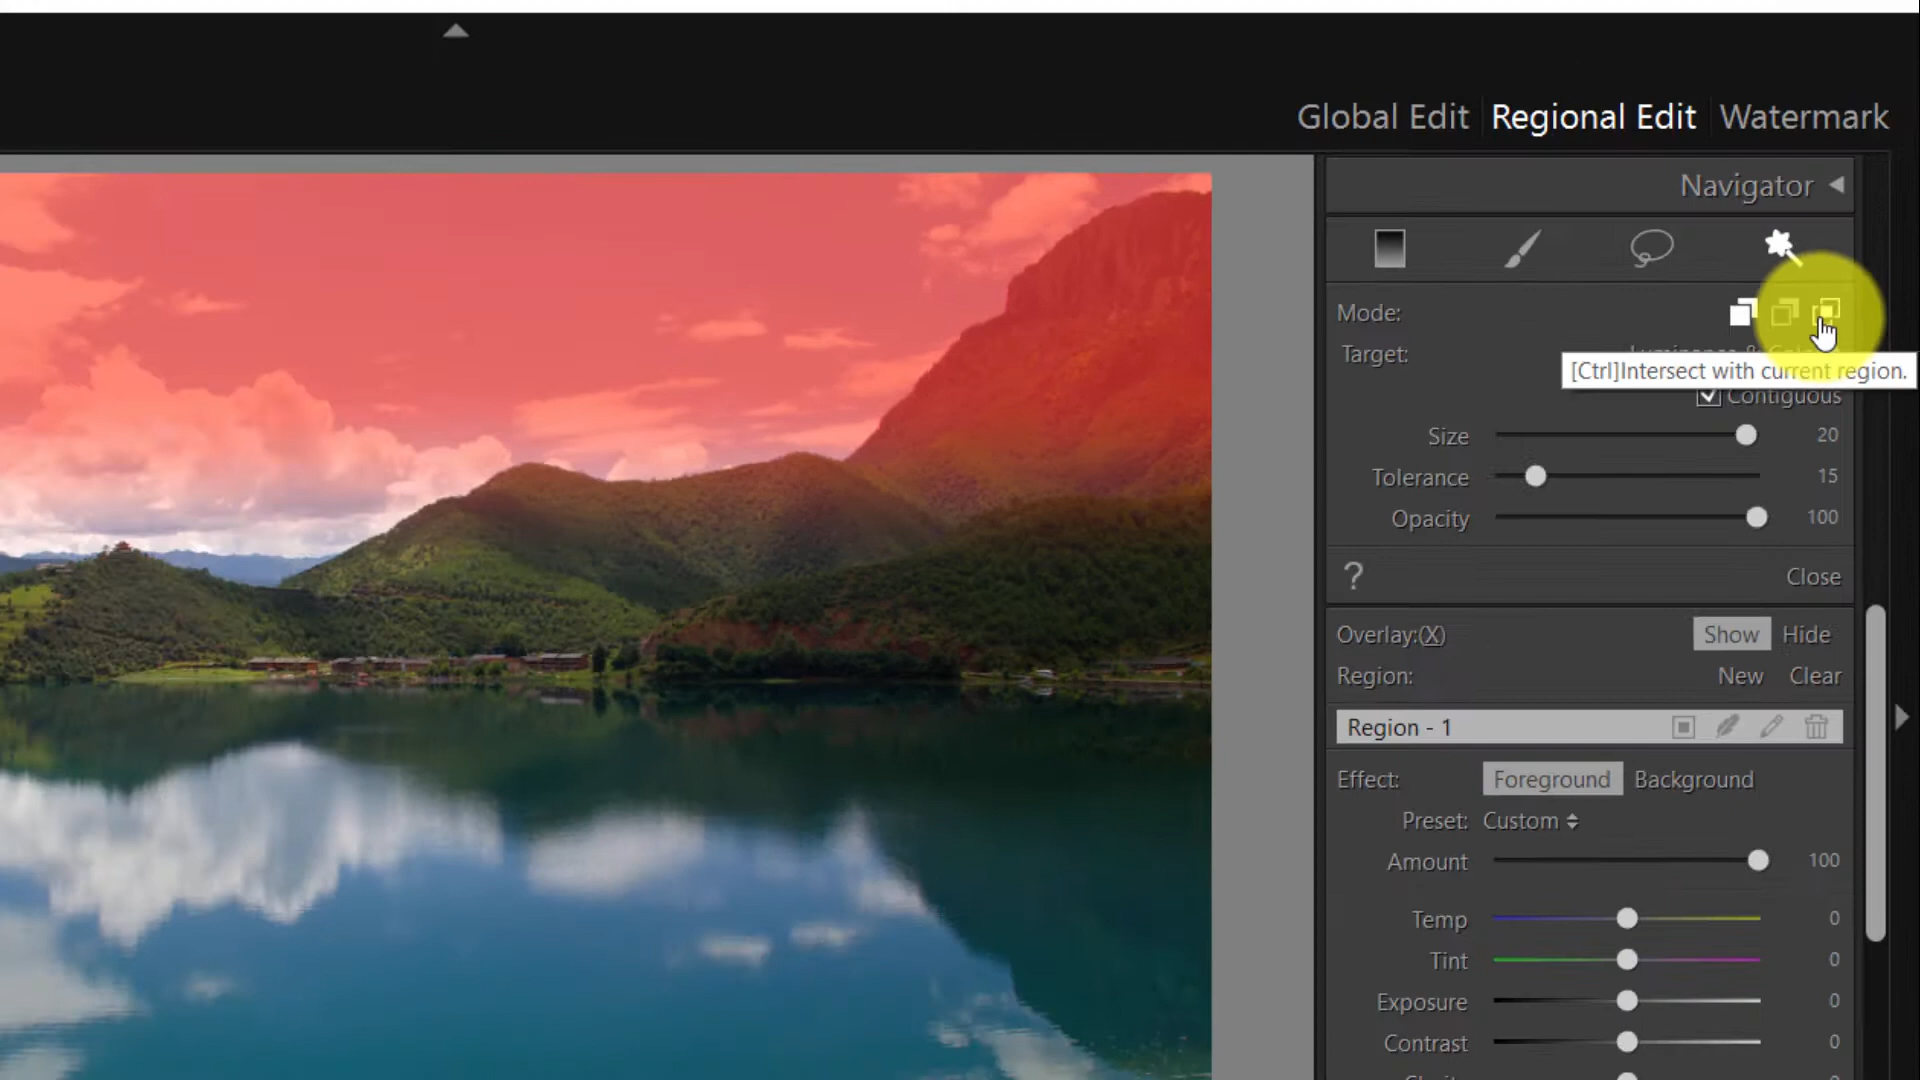 Global Edit Regional Edit Watermark
Navigator
Mode:
Target:
[Ctrl]Intersect with current region.
Contiguous
Size 20
Tolerance 15
Opacity 100
? Close
Overlay:(X) Show Hide
Region: New Clear
Region - 1
Effect: Foreground Background
Preset: Custom
Amount 100
Temp 0
Tint 0
Exposure 0
Contrast 0